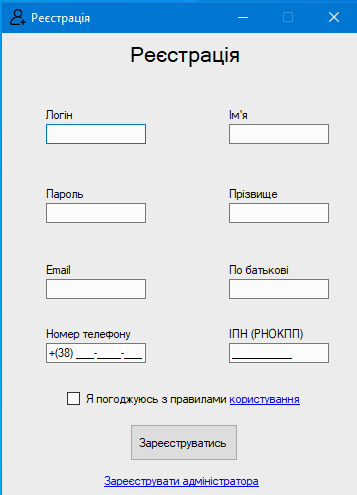 Реєстрація
Реєстрація
Логін
Ім'я
Пароль
Прізвище
Email
По батькові
Номер телефону
ІПН (РНОКПП)
+(38) ___-____-___
__________
Я погоджуюсь з правилами користування
Зареєструватись
Зареєструвати адміністратора